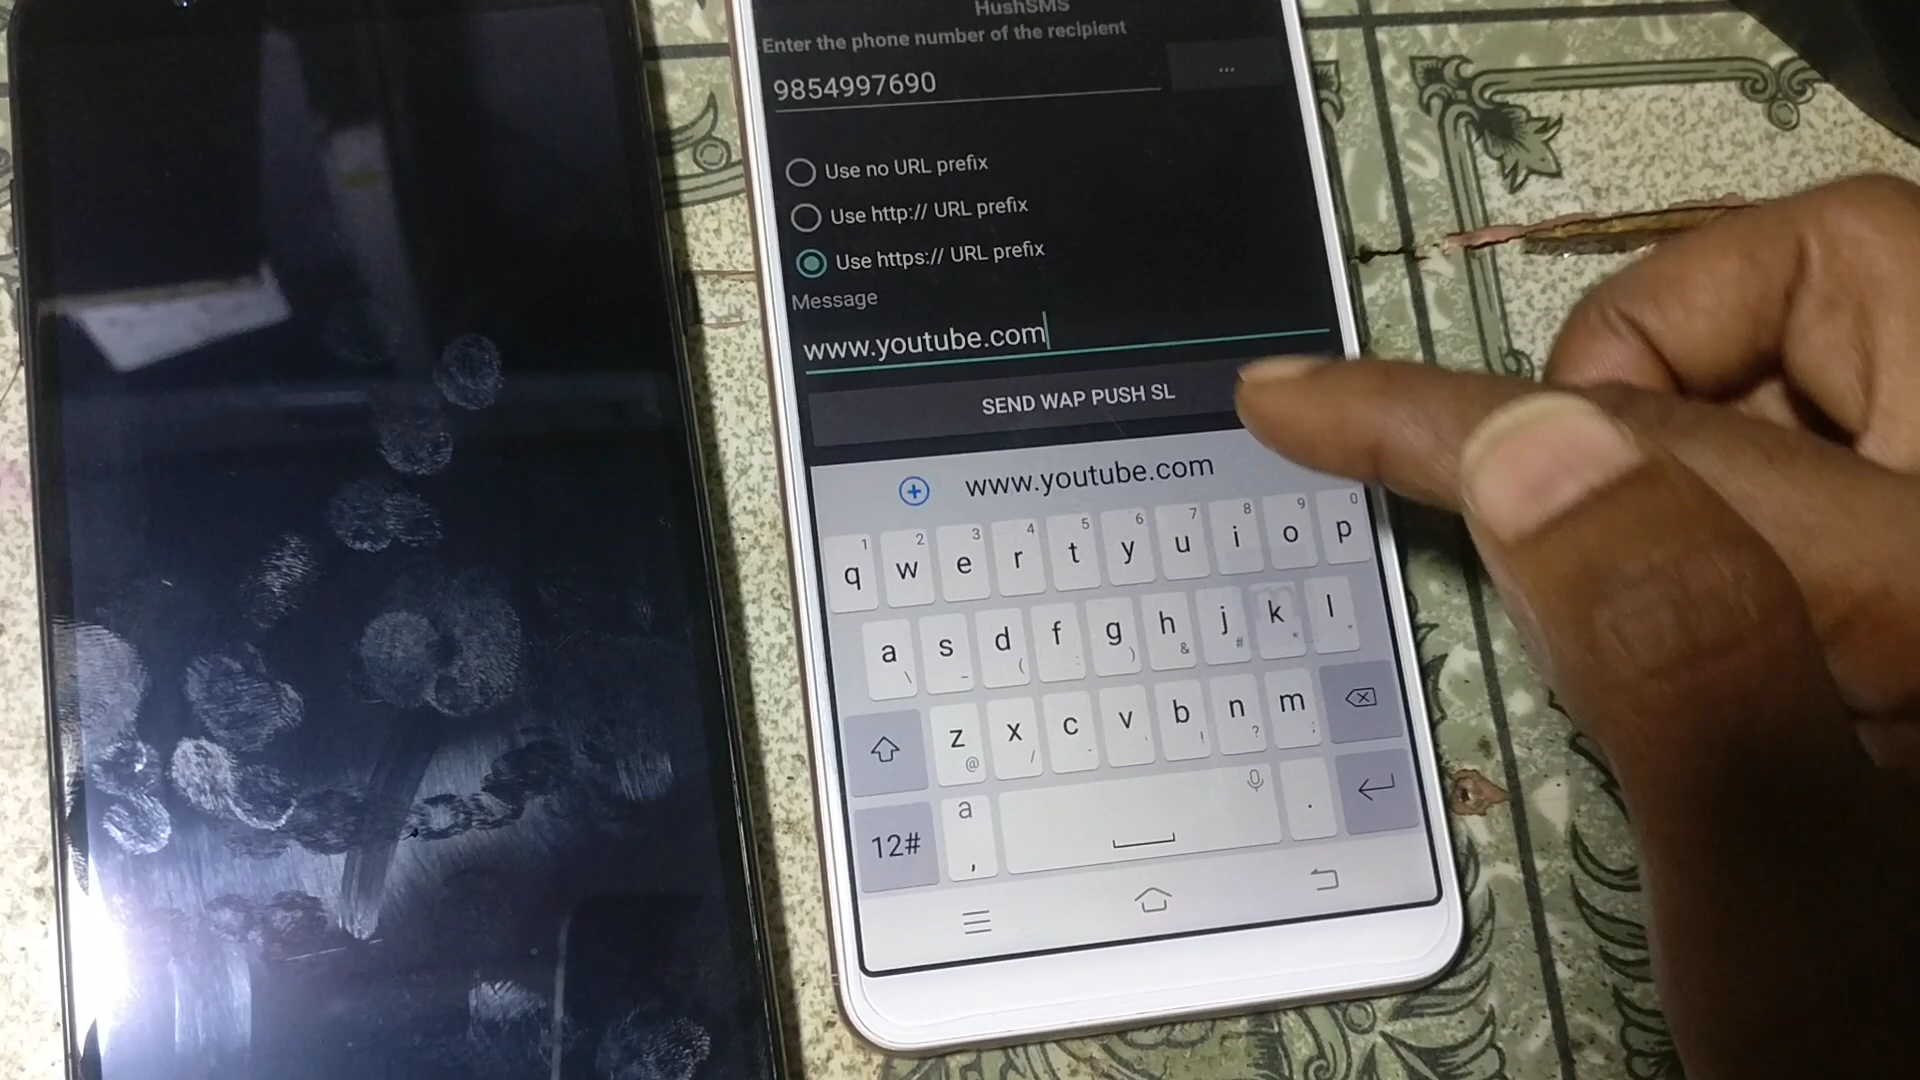 HushSMS
Enter the phone number of the recipient
9854997690
...
Use no URL prefix
Use http:// URL prefix
Use https:// URL prefix
Message
www.youtube.com
SEND WAP PUSH SL
www.youtube.com
1 2 3 4 5 6 7 8 9 0
q w e r t y u i o p
a s d f g h j k l
\ _ ( : ) & #
z x c v b n m
@ / - ! ? ;
12# a , .